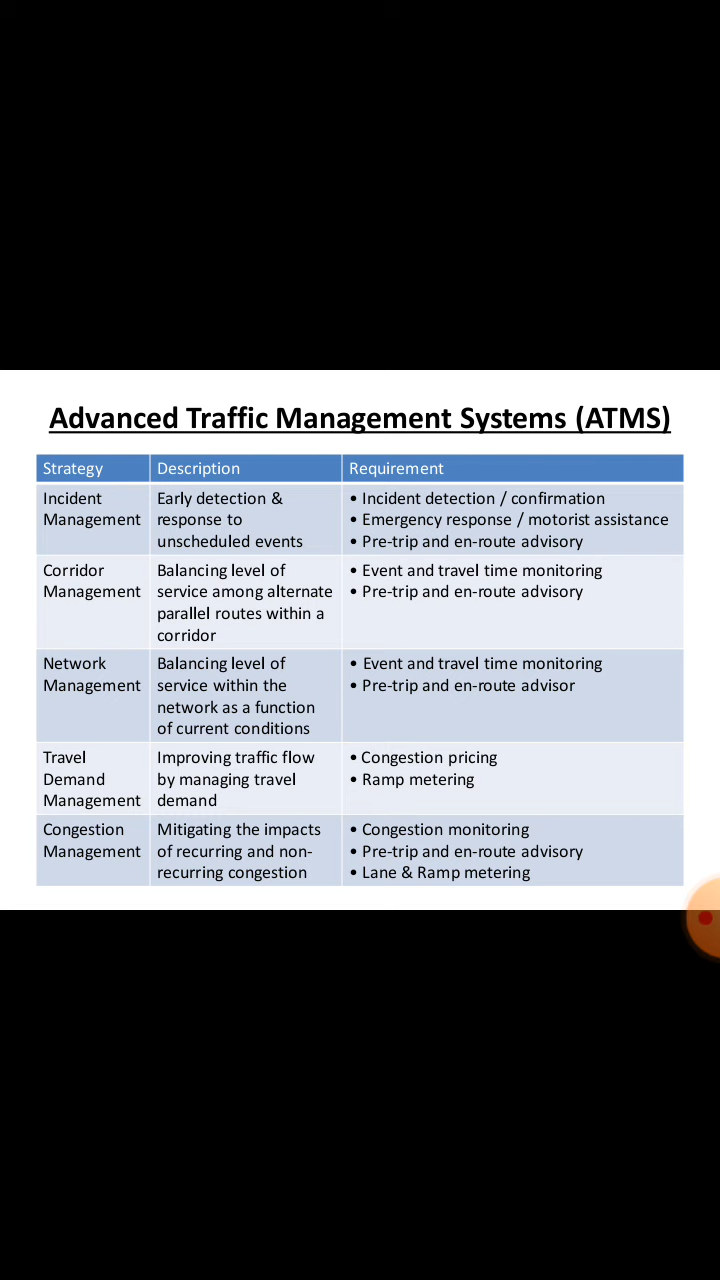 Advanced Traffic Management Systems (ATMS)
Strategy
Description
Requirement
Incident
Management
Early detection &
response to
unscheduled events
• Incident detection / confirmation
• Emergency response / motorist assistance
• Pre-trip and en-route advisory
Corridor
Management
Balancing level of
service among alternate
parallel routes within a
corridor
• Event and travel time monitoring
• Pre-trip and en-route advisory
Network
Management
Balancing level of
service within the
network as a function
of current conditions
• Event and travel time monitoring
• Pre-trip and en-route advisor
Travel
Demand
Management
Improving traffic flow
by managing travel
demand
• Congestion pricing
• Ramp metering
Congestion
Management
Mitigating the impacts
of recurring and non-
recurring congestion
• Congestion monitoring
• Pre-trip and en-route advisory
• Lane & Ramp metering